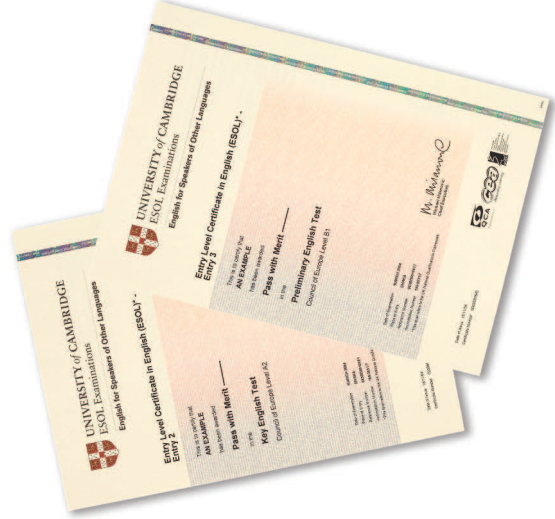 UNIVERSITY of CAMBRIDGE
ESOL Examinations
English for Speakers of Other Languages
Entry Level Certificate in English (ESOL)* -
Entry 3
This is to certify that
AN EXAMPLE
has been awarded
Pass with Merit
in the
Preliminary English Test
Council of Europe Level B1
QCA
cea
UNIVERSITY of CAMBRIDGE
ESOL Examinations
English for Speakers of Other Languages
Entry Level Certificate in English (ESOL)* -
Entry 2
This is to certify that
AN EXAMPLE
has been awarded
Pass with Merit
in the
Key English Test
Council of Europe Level A2